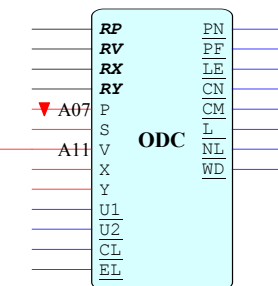 RP PN
RV PF
RX LE
RY CN
A07 P CM
S L
A11 V ODC NL
X WD
Y
U1
U2
CL
EL